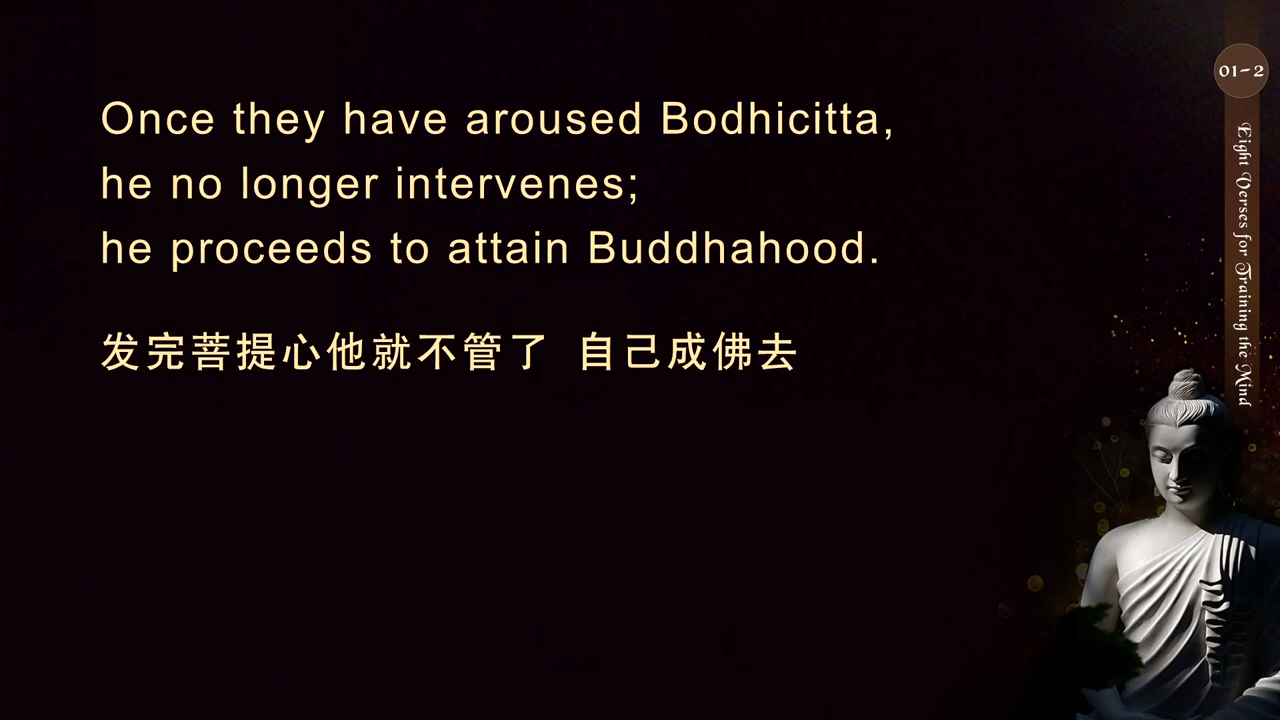 Once they have aroused Bodhicitta,
he no longer intervenes;
he proceeds to attain Buddhahood.
发完菩提心他就不管了 自己成佛去
01-2
Eight Verses for Training the Mind